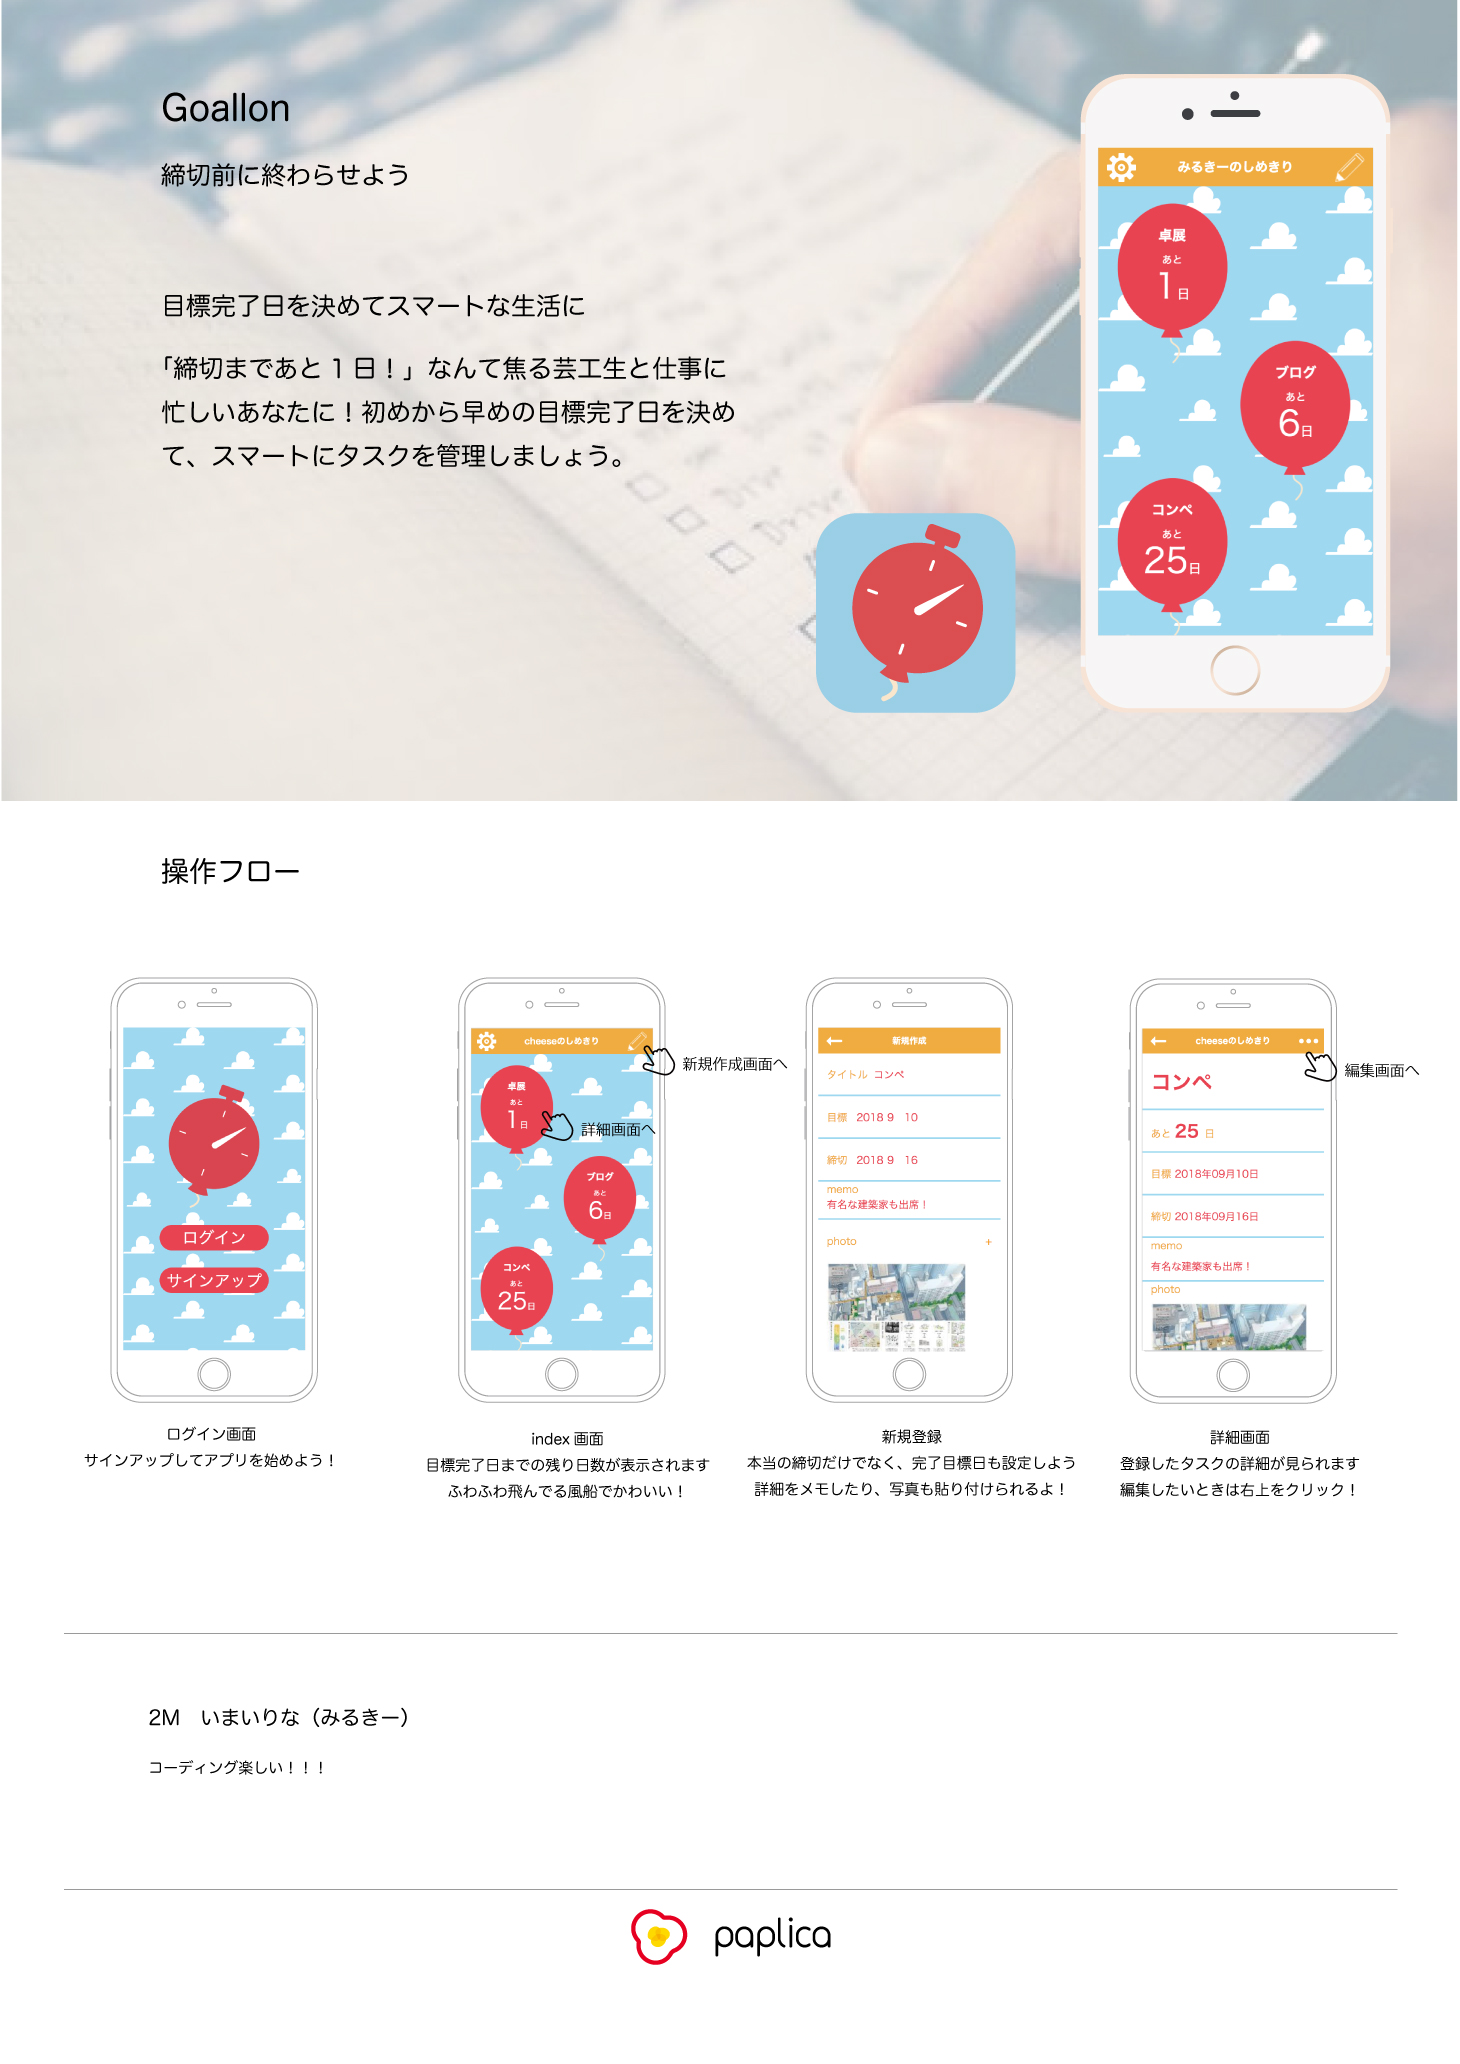 Goallon
締切前に終わらせよう
目標完了日を決めてスマートな生活に
「締切まであと 1 日！」なんて焦る芸工生と仕事に
忙しいあなたに！初めから早めの目標完了日を決め
て、スマートにタスクを管理しましょう。
みるきーのしめきり
卓展
あと
1日
ブログ
あと
6日
コンペ
あと
25日
操作フロー
ログイン
サインアップ
ログイン画面
サインアップしてアプリを始めよう！
cheeseのしめきり
新規作成画面へ
卓展
あと
1日
詳細画面へ
ブログ
あと
6日
コンペ
あと
25日
index 画面
目標完了日までの残り日数が表示されます
ふわふわ飛んでる風船でかわいい！
新規作成
タイトル コンペ
目標 2018 9 10
締切 2018 9 16
memo
有名な建築家も出席！
photo +
新規登録
本当の締切だけでなく、完了目標日も設定しよう
詳細をメモしたり、写真も貼り付けられるよ！
cheeseのしめきり
編集画面へ
コンペ
あと 25 日
目標 2018年09月10日
締切 2018年09月16日
memo
有名な建築家も出席！
photo
詳細画面
登録したタスクの詳細が見られます
編集したいときは右上をクリック！
2M　いまいりな（みるきー）
コーディング楽しい！！！
paplica